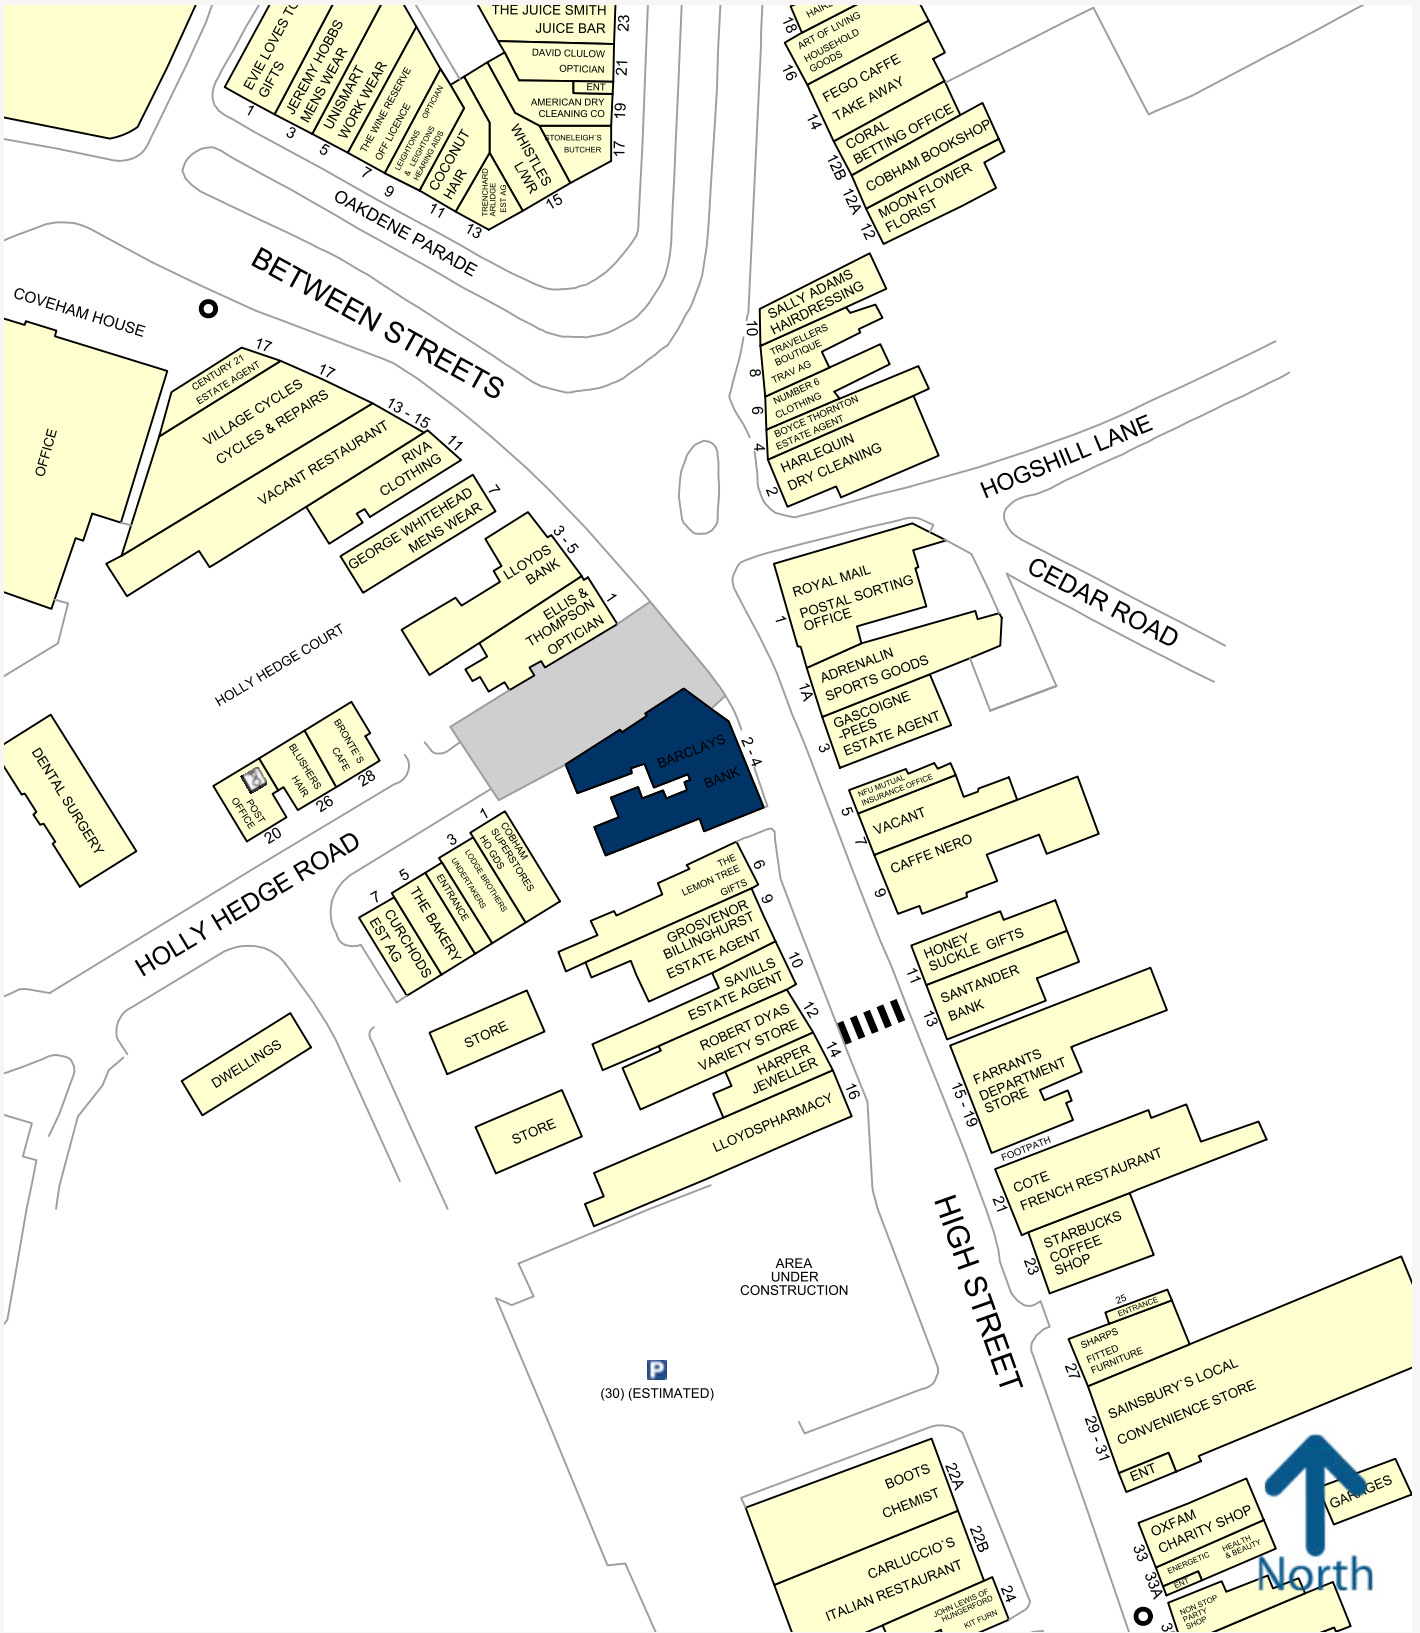 EVIE LOVES TO
GIFTS
1
JEREMY HOBBS
MENS WEAR
3
UNISMART
WORK WEAR
5
THE WINE RESERVE
OFF LICENCE
7
LEIGHTONS OPTICIAN
& LEIGHTONS
HEARING AIDS
9
COCONUT
HAIR
11
TRENCHARD
ARLIDGE
EST AG
13
WHISTLES
L/WR
15
THE JUICE SMITH
JUICE BAR
23
DAVID CLULOW
OPTICIAN
21
ENT
AMERICAN DRY
CLEANING CO
19
STONELEIGH`S
BUTCHER
17
OAKDENE PARADE
BETWEEN STREETS
COVEHAM HOUSE
OFFICE
18
ART OF LIVING
HOUSEHOLD
GOODS
16
FEGO CAFFE
TAKE AWAY
14
CORAL
BETTING OFFICE
12B
COBHAM BOOKSHOP
12A
MOON FLOWER
FLORIST
12
SALLY ADAMS
HAIRDRESSING
10
TRAVELLERS
BOUTIQUE
TRAV AG
8
NUMBER 6
CLOTHING
6
BOYCE THORNTON
ESTATE AGENT
4
HARLEQUIN
DRY CLEANING
2
HOGSHILL LANE
CEDAR ROAD
CENTURY 21
ESTATE AGENT
17
VILLAGE CYCLES
CYCLES & REPAIRS
17
VACANT RESTAURANT
13 - 15
RIVA
CLOTHING
11
GEORGE WHITEHEAD
MENS WEAR
7
LLOYDS
BANK
3 - 5
ELLIS &
THOMPSON
OPTICIAN
1
HOLLY HEDGE COURT
ROYAL MAIL
POSTAL SORTING
OFFICE
1
ADRENALIN
SPORTS GOODS
1A
GASCOIGNE
-PEES
ESTATE AGENT
3
BARCLAYS
BANK
2 - 4
DENTAL SURGERY
POST
OFFICE
20
BLUSHERS
HAIR
26
BRONTE`S
CAFE
28
HOLLY HEDGE ROAD
NFU MUTUAL
INSURANCE OFFICE
5
VACANT
7
CAFFE NERO
9
COBHAM
SUPERSTORES
HO GDS
1
LODGE BROTHERS
UNDERTAKERS
3
ENTRANCE
THE BAKERY
5
CURCHODS
EST AG
7
THE
LEMON TREE
GIFTS
6
GROSVENOR
BILLINGHURST
ESTATE AGENT
9
SAVILLS
ESTATE AGENT
10
ROBERT DYAS
VARIETY STORE
12
HARPER
JEWELLER
14
LLOYDSPHARMACY
16
HONEY
SUCKLE GIFTS
11
SANTANDER
BANK
13
FARRANTS
DEPARTMENT
STORE
15 - 19
FOOTPATH
COTE
FRENCH RESTAURANT
21
STARBUCKS
COFFEE
SHOP
23
STORE
STORE
DWELLINGS
HIGH STREET
AREA
UNDER
CONSTRUCTION
P
(30) (ESTIMATED)
25
ENTRANCE
SHARPS
FITTED
FURNITURE
27
SAINSBURY`S LOCAL
CONVENIENCE STORE
29 - 31
ENT
BOOTS
CHEMIST
22A
CARLUCCIO`S
ITALIAN RESTAURANT
22B
JOHN LEWIS OF
HUNGERFORD
KIT FURN
24
OXFAM
CHARITY SHOP
33
ENERGETIC HEALTH
& BEAUTY
ENT
33A
NON STOP
PARTY
SHOP
GARAGES
North